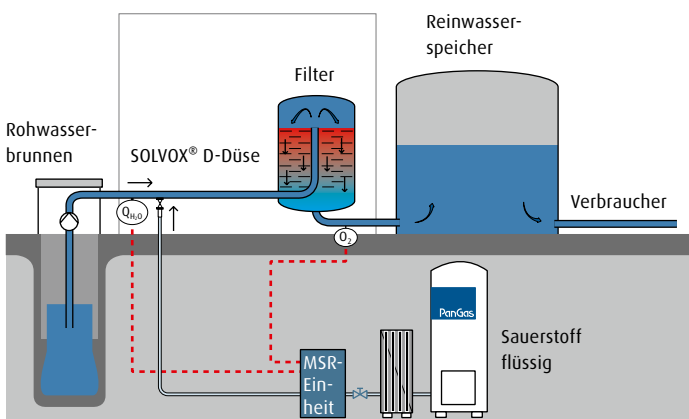 Reinwasser-
speicher
Filter
Rohwasser-
brunnen
SOLVOX® D-Düse
Verbraucher
QH₂O
O₂
PanGas
Sauerstoff
flüssig
MSR-
Ein-
heit